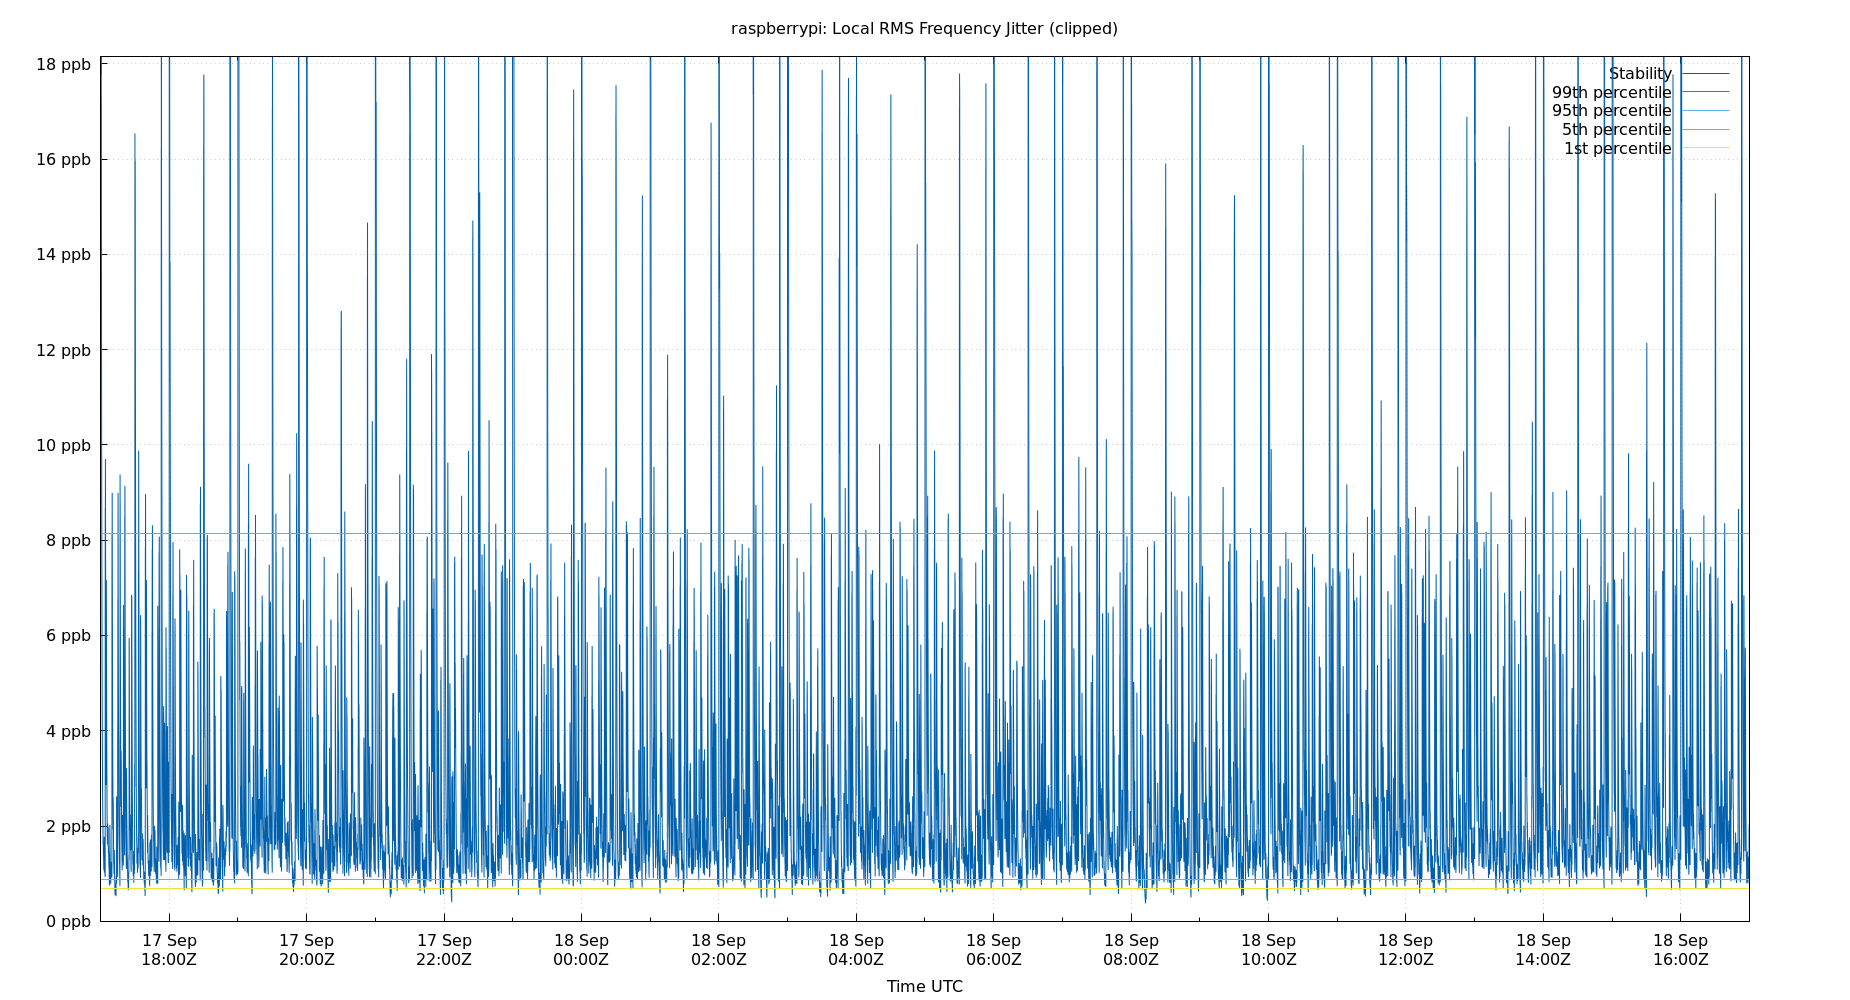 raspberrypi: Local RMS Frequency Jitter (clipped)
18 ppb
16 ppb
14 ppb
12 ppb
10 ppb
8 ppb
6 ppb
4 ppb
2 ppb
0 ppb
Stability
99th percentile
95th percentile
5th percentile
1st percentile
17 Sep 17 Sep 17 Sep 18 Sep 18 Sep 18 Sep 18 Sep 18 Sep 18 Sep 18 Sep 18 Sep 18 Sep
18:00Z 20:00Z 22:00Z 00:00Z 02:00Z 04:00Z 06:00Z 08:00Z 10:00Z 12:00Z 14:00Z 16:00Z
Time UTC